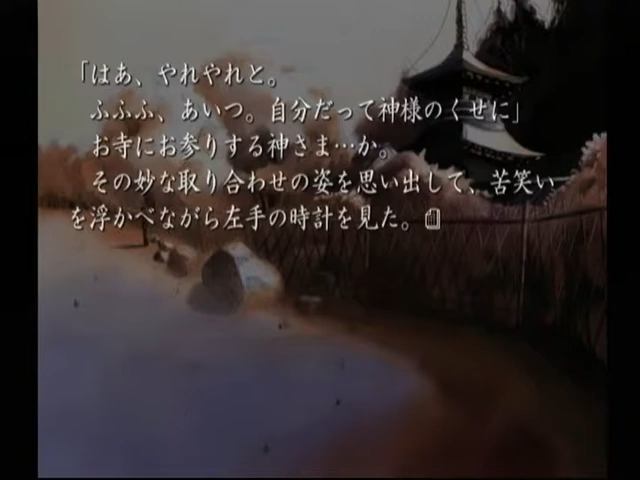 「はあ、やれやれと。
ふふふ、あいつ。自分だって神様のくせに」
お寺にお参りする神さま…か。
その妙な取り合わせの姿を思い出して、苦笑い
を浮かべながら左手の時計を見た。